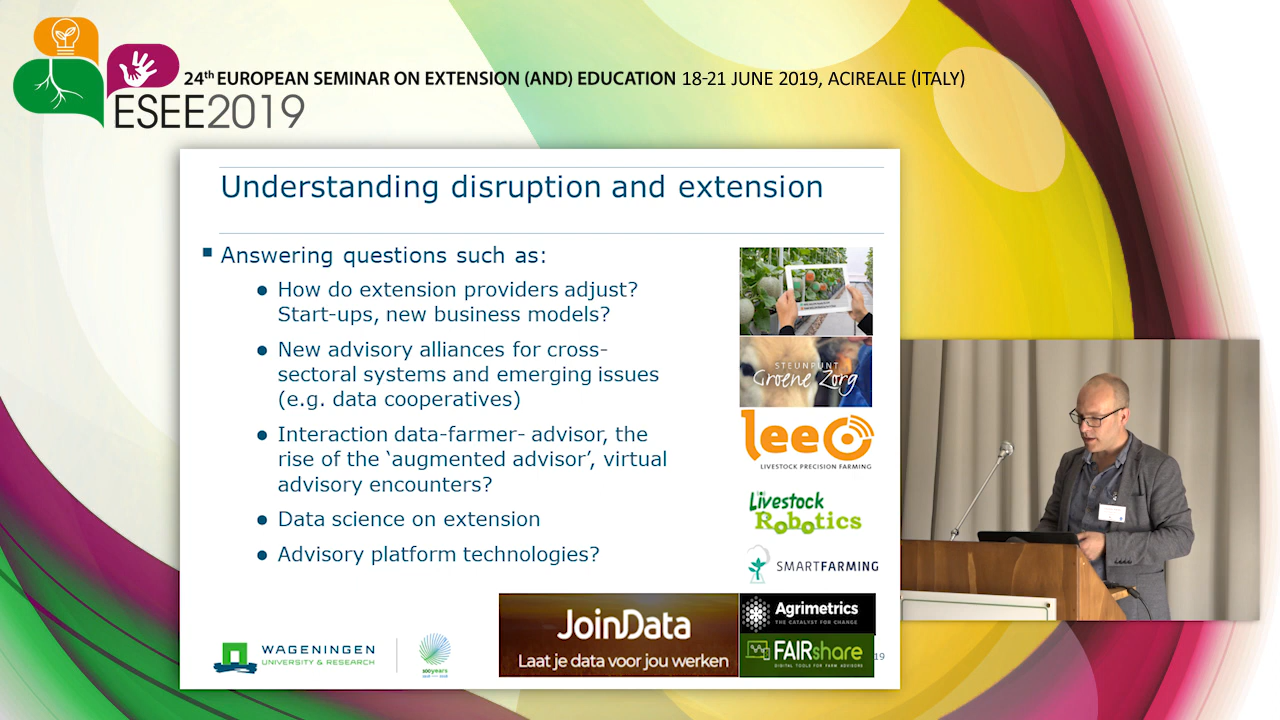 24th EUROPEAN SEMINAR ON EXTENSION (AND) EDUCATION 18-21 JUNE 2019, ACIREALE (ITALY)
ESEE2019
Understanding disruption and extension
Answering questions such as:
How do extension providers adjust?
Start-ups, new business models?
New advisory alliances for cross-
sectoral systems and emerging issues
(e.g. data cooperatives)
Interaction data-farmer- advisor, the
rise of the ‘augmented advisor’, virtual
advisory encounters?
Data science on extension
Advisory platform technologies?
STEUNPUNT
Groene Zorg
leeO
LIVESTOCK PRECISION FARMING
Livestock
Robotics
SMARTFARMING
JoinData
Laat je data voor jou werken
Agrimetrics
THE CATALYST FOR CHANGE
FAIRshare
DIGITAL TOOLS FOR FARM ADVISORS
WAGENINGEN
UNIVERSITY & RESEARCH
100years
19